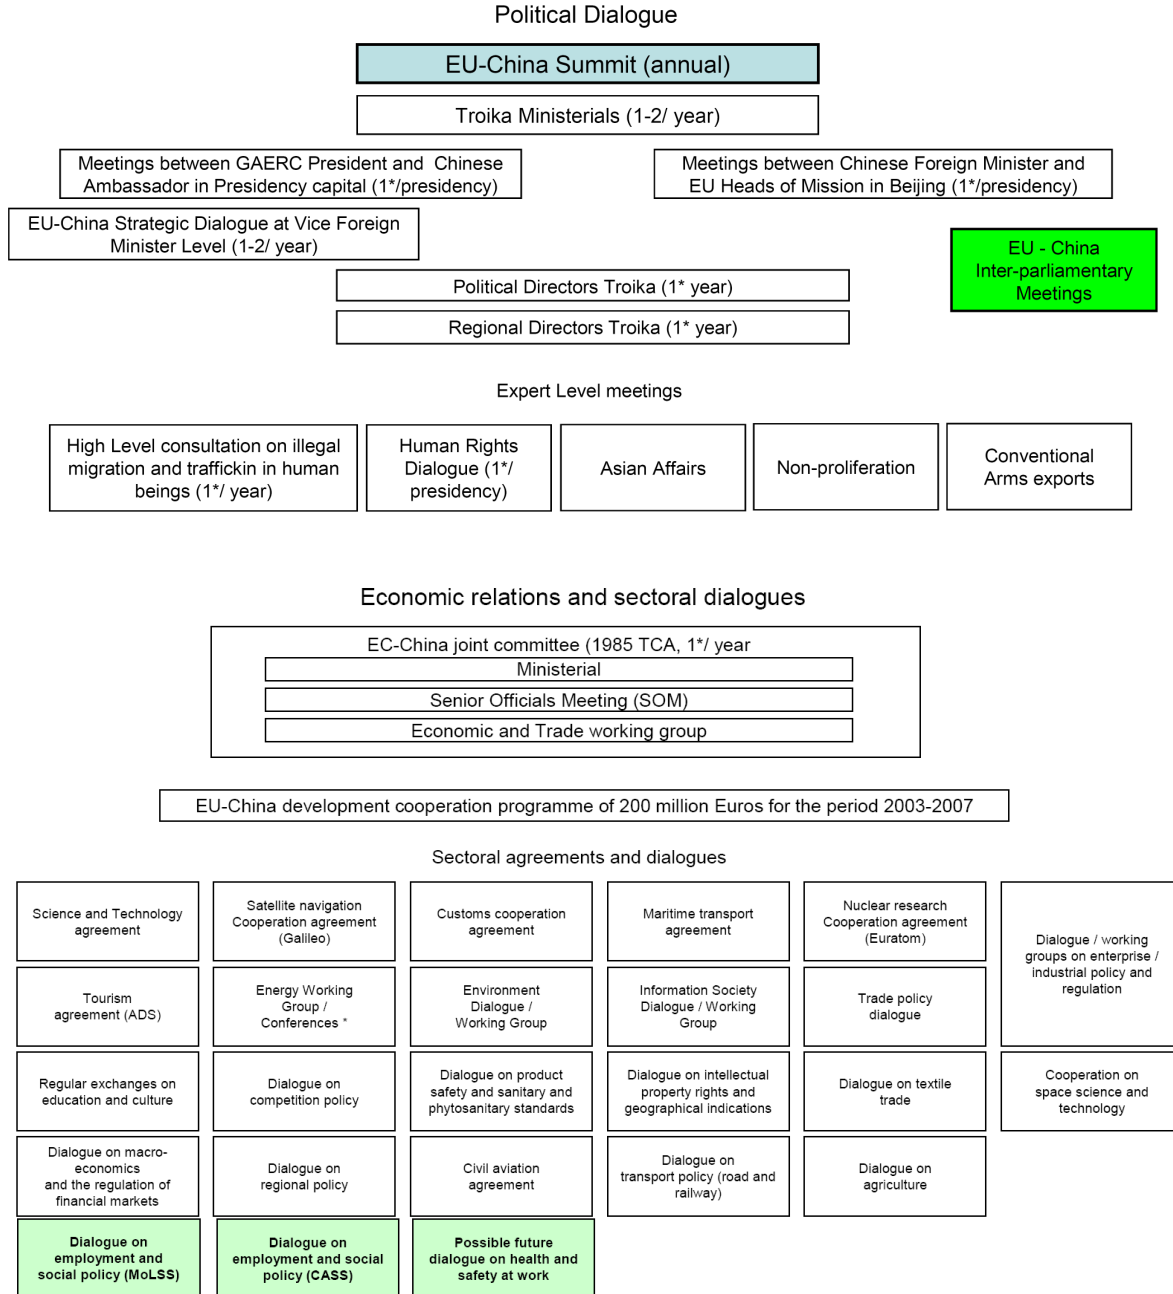 Political Dialogue
EU-China Summit (annual)
Troika Ministerials (1-2/ year)
Meetings between GAERC President and Chinese
Ambassador in Presidency capital (1*/presidency)
Meetings between Chinese Foreign Minister and
EU Heads of Mission in Beijing (1*/presidency)
EU-China Strategic Dialogue at Vice Foreign
Minister Level (1-2/ year)
EU - China
Inter-parliamentary
Meetings
Political Directors Troika (1* year)
Regional Directors Troika (1* year)
Expert Level meetings
High Level consultation on illegal
migration and traffickin in human
beings (1*/ year)
Human Rights
Dialogue (1*/
presidency)
Asian Affairs
Non-proliferation
Conventional
Arms exports
Economic relations and sectoral dialogues
EC-China joint committee (1985 TCA, 1*/ year
Ministerial
Senior Officials Meeting (SOM)
Economic and Trade working group
EU-China development cooperation programme of 200 million Euros for the period 2003-2007
Sectoral agreements and dialogues
Science and Technology
agreement
Satellite navigation
Cooperation agreement
(Galileo)
Customs cooperation
agreement
Maritime transport
agreement
Nuclear research
Cooperation agreement
(Euratom)
Dialogue / working
groups on enterprise /
industrial policy and
regulation
Tourism
agreement (ADS)
Energy Working
Group /
Conferences *
Environment
Dialogue /
Working Group
Information Society
Dialogue / Working
Group
Trade policy
dialogue
Regular exchanges on
education and culture
Dialogue on
competition policy
Dialogue on product
safety and sanitary and
phytosanitary standards
Dialogue on intellectual
property rights and
geographical indications
Dialogue on textile
trade
Cooperation on
space science and
technology
Dialogue on macro-
economics
and the regulation of
financial markets
Dialogue on
regional policy
Civil aviation
agreement
Dialogue on
transport policy (road and
railway)
Dialogue on
agriculture
Dialogue on
employment and
social policy (MoLSS)
Dialogue on
employment and social
policy (CASS)
Possible future
dialogue on health and
safety at work